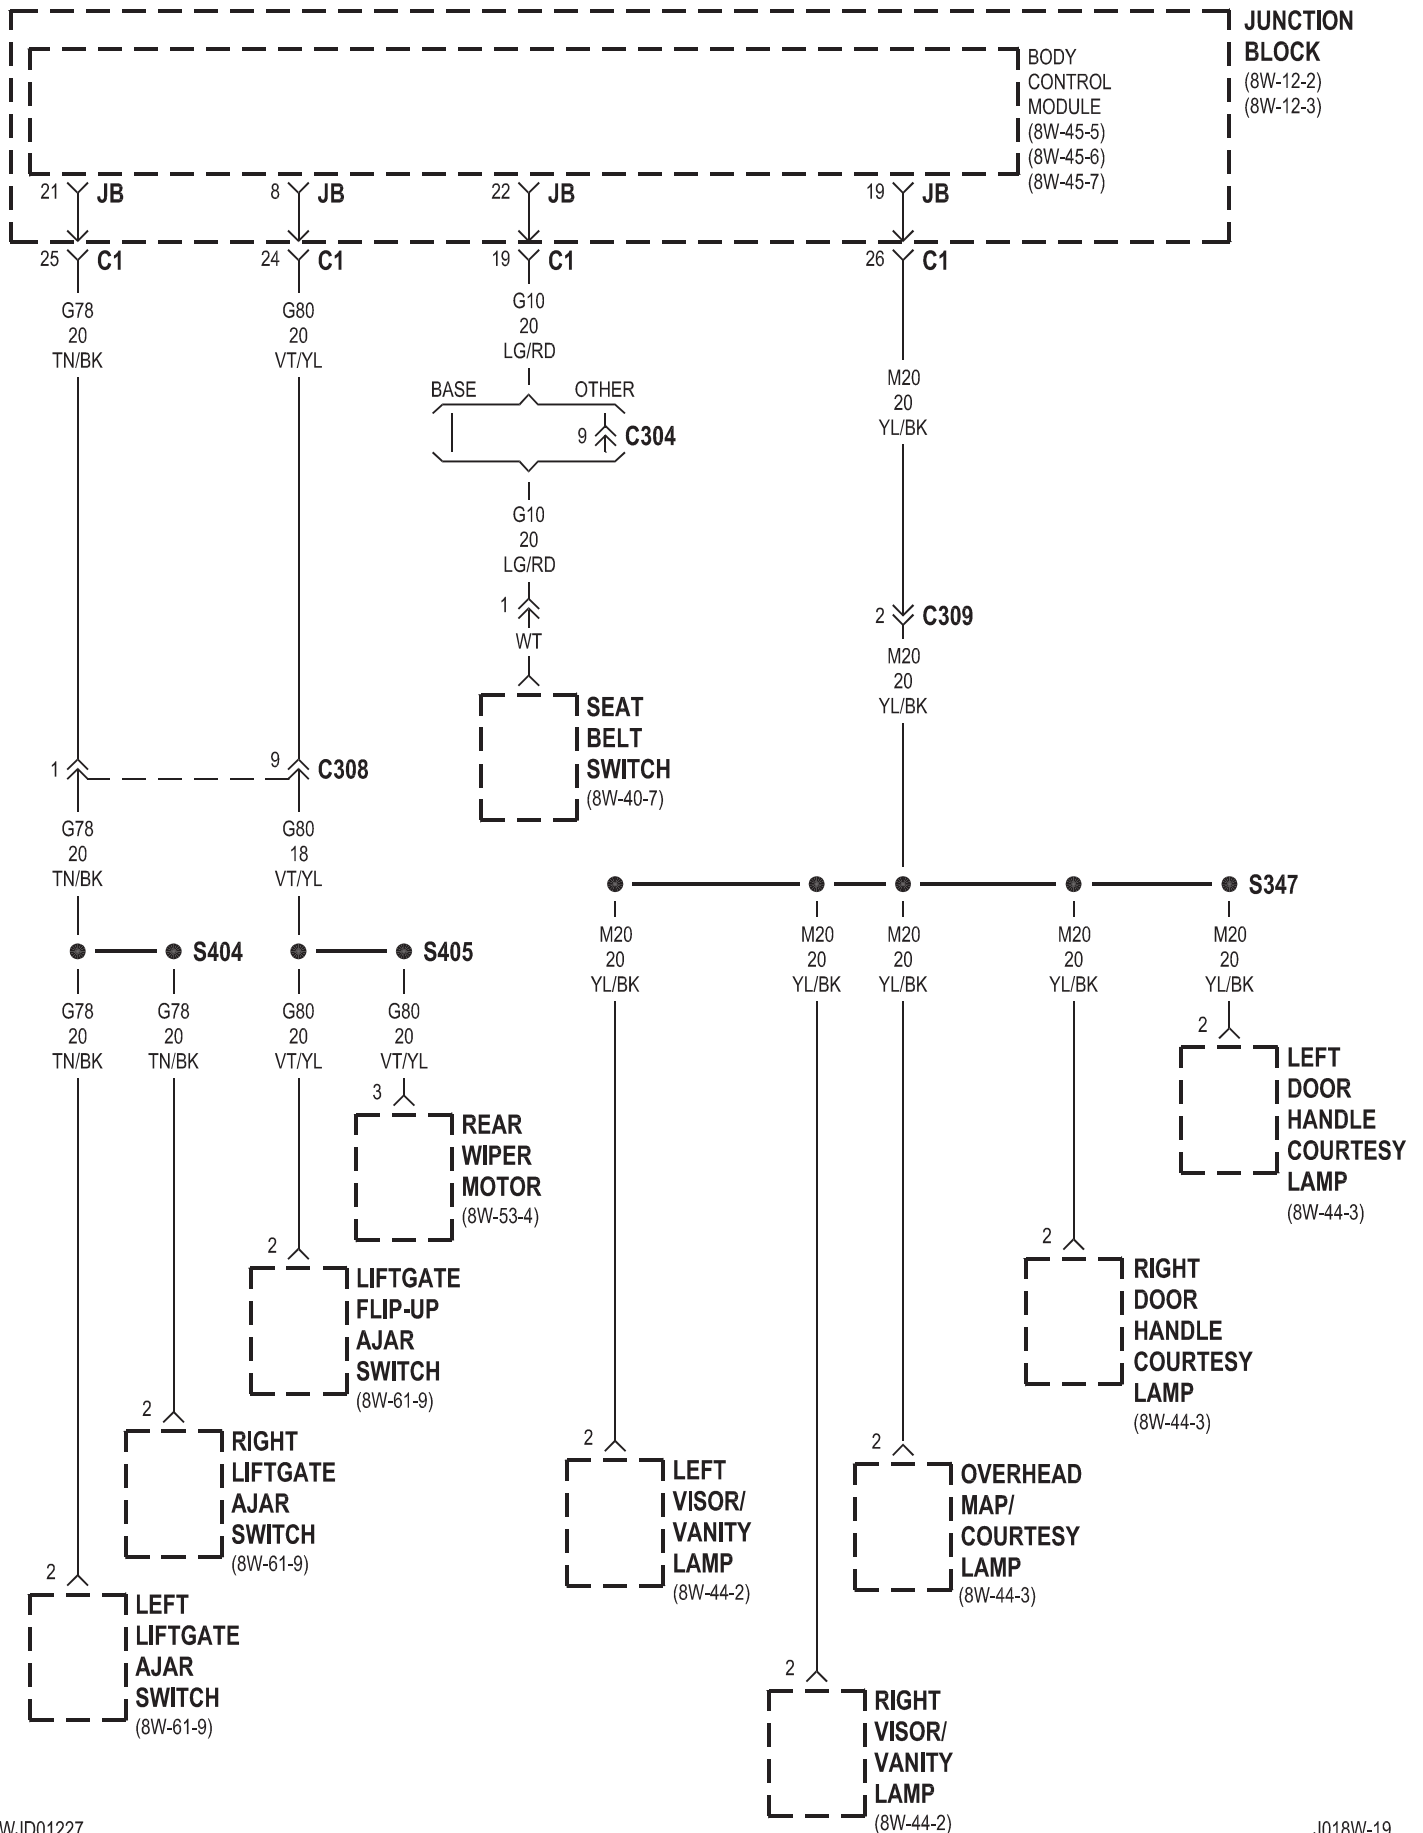 JUNCTION
BLOCK
(8W-12-2)
(8W-12-3)
BODY
CONTROL
MODULE
(8W-45-5)
(8W-45-6)
(8W-45-7)
21 JB
8 JB
22 JB
19 JB
25 C1
24 C1
19 C1
26 C1
G78
20
TN/BK
G80
20
VT/YL
G10
20
LG/RD
M20
20
YL/BK
BASE
OTHER
9 C304
G10
20
LG/RD
1
WT
2 C309
M20
20
YL/BK
SEAT
BELT
SWITCH
(8W-40-7)
1
9 C308
G78
20
TN/BK
G80
18
VT/YL
S347
S404
S405
M20
20
YL/BK
M20
20
YL/BK
M20
20
YL/BK
M20
20
YL/BK
M20
20
YL/BK
G78
20
TN/BK
G78
20
TN/BK
G80
20
VT/YL
G80
20
VT/YL
2
LEFT
DOOR
HANDLE
COURTESY
LAMP
(8W-44-3)
3
REAR
WIPER
MOTOR
(8W-53-4)
2
LIFTGATE
FLIP-UP
AJAR
SWITCH
(8W-61-9)
2
RIGHT
DOOR
HANDLE
COURTESY
LAMP
(8W-44-3)
2
RIGHT
LIFTGATE
AJAR
SWITCH
(8W-61-9)
2
LEFT
VISOR/
VANITY
LAMP
(8W-44-2)
2
OVERHEAD
MAP/
COURTESY
LAMP
(8W-44-3)
2
LEFT
LIFTGATE
AJAR
SWITCH
(8W-61-9)
2
RIGHT
VISOR/
VANITY
LAMP
(8W-44-2)
WJD01227
J018W-19